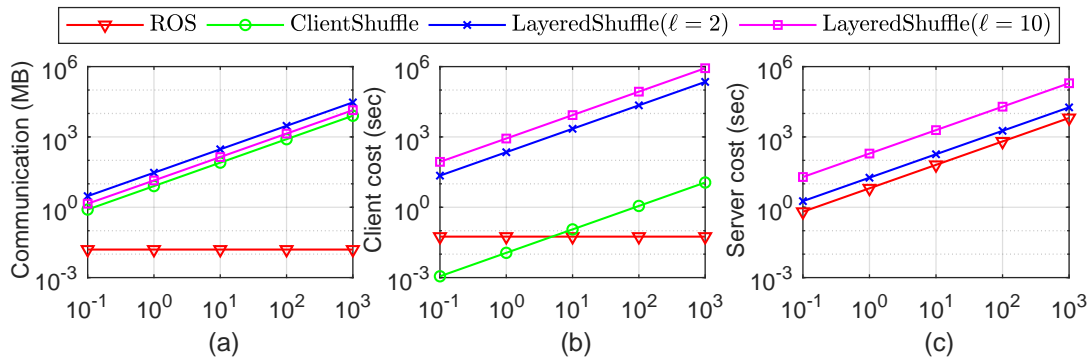 ROS ClientShuffle LayeredShuffle(ℓ = 2) LayeredShuffle(ℓ = 10)
Communication (MB)
10^6
10^3
10^0
10^-3
10^-1 10^0 10^1 10^2 10^3
(a)
Client cost (sec)
10^6
10^3
10^0
10^-3
10^-1 10^0 10^1 10^2 10^3
(b)
Server cost (sec)
10^6
10^3
10^0
10^-3
10^-1 10^0 10^1 10^2 10^3
(c)